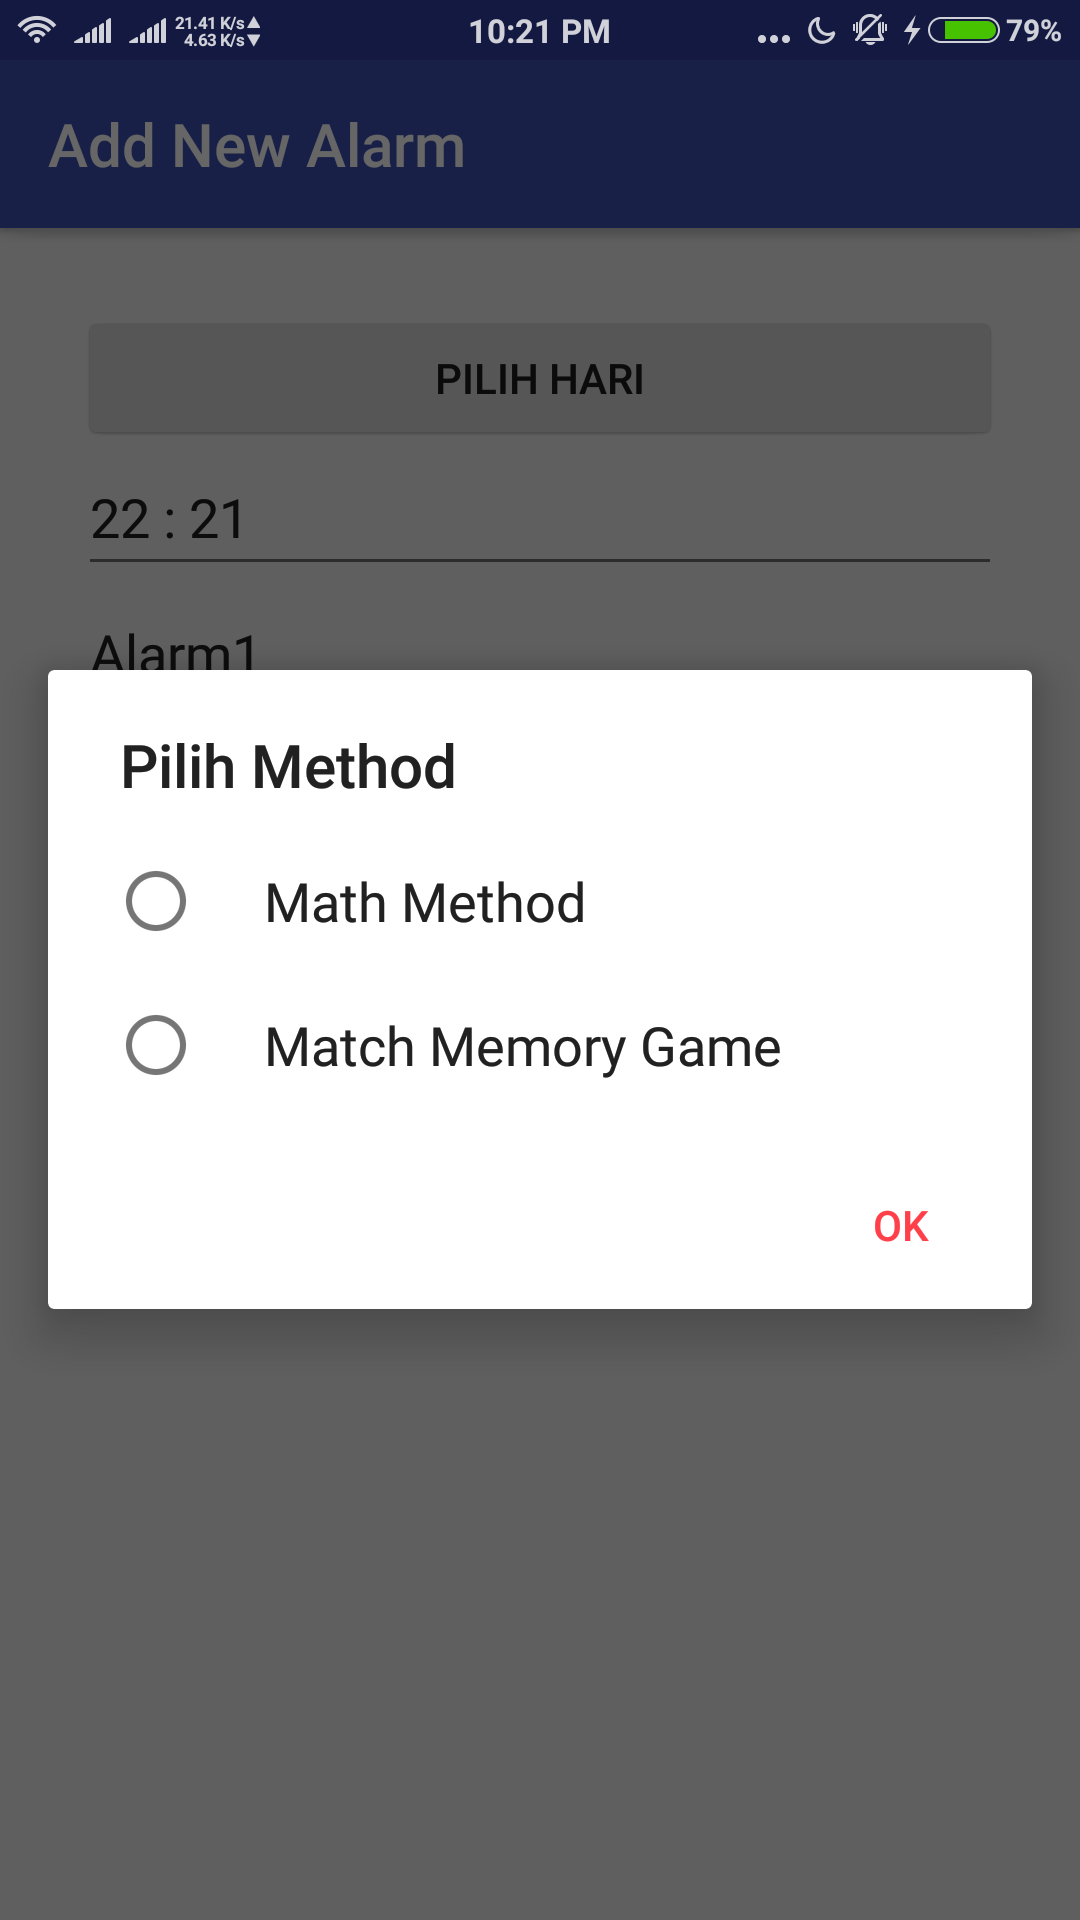 21.41 K/s
4.63 K/s
10:21 PM
79%
Add New Alarm
PILIH HARI
22 : 21
Alarm1
Pilih Method
Math Method
Match Memory Game
OK